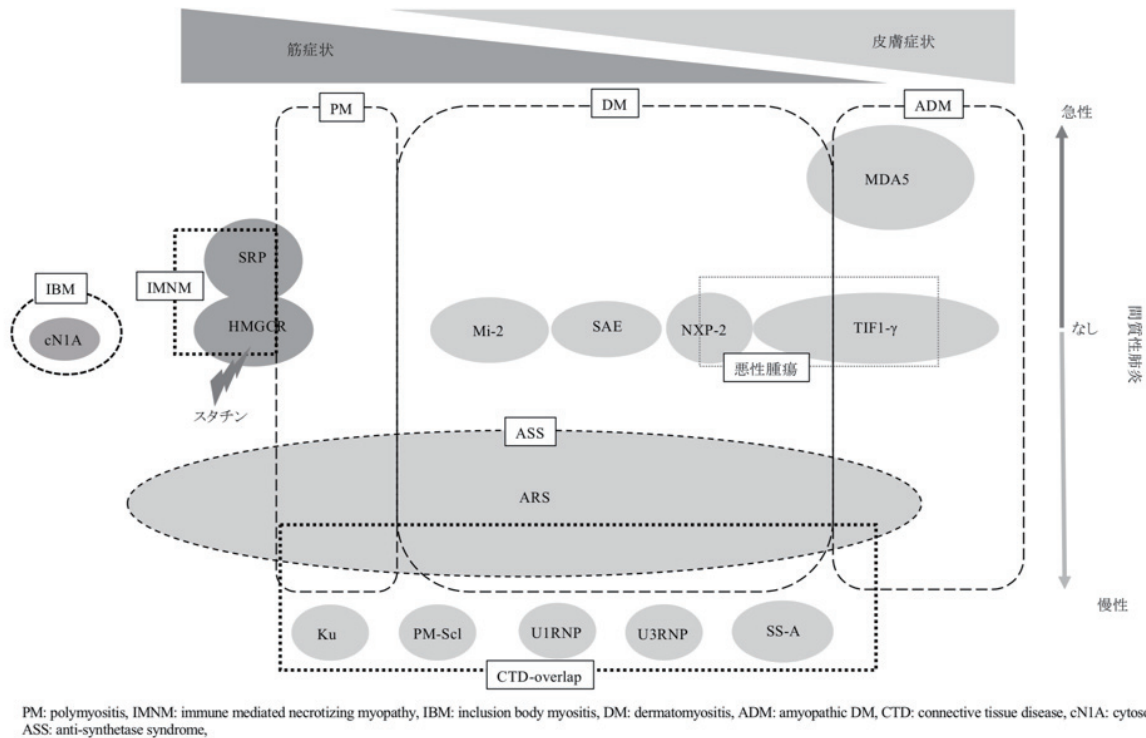 筋症状
皮膚症状
PM
DM
ADM
急性
MDA5
SRP
IBM
IMNM
cN1A
HMGCR
Mi-2
SAE
NXP-2
TIF1-γ
なし
間質性肺炎
悪性腫瘍
スタチン
ASS
ARS
慢性
Ku
PM-Scl
U1RNP
U3RNP
SS-A
CTD-overlap
PM: polymyositis, IMNM: immune mediated necrotizing myopathy, IBM: inclusion body myositis, DM: dermatomyositis, ADM: amyopathic DM, CTD: connective tissue disease, cN1A:
ASS: anti-synthetase syndrome,